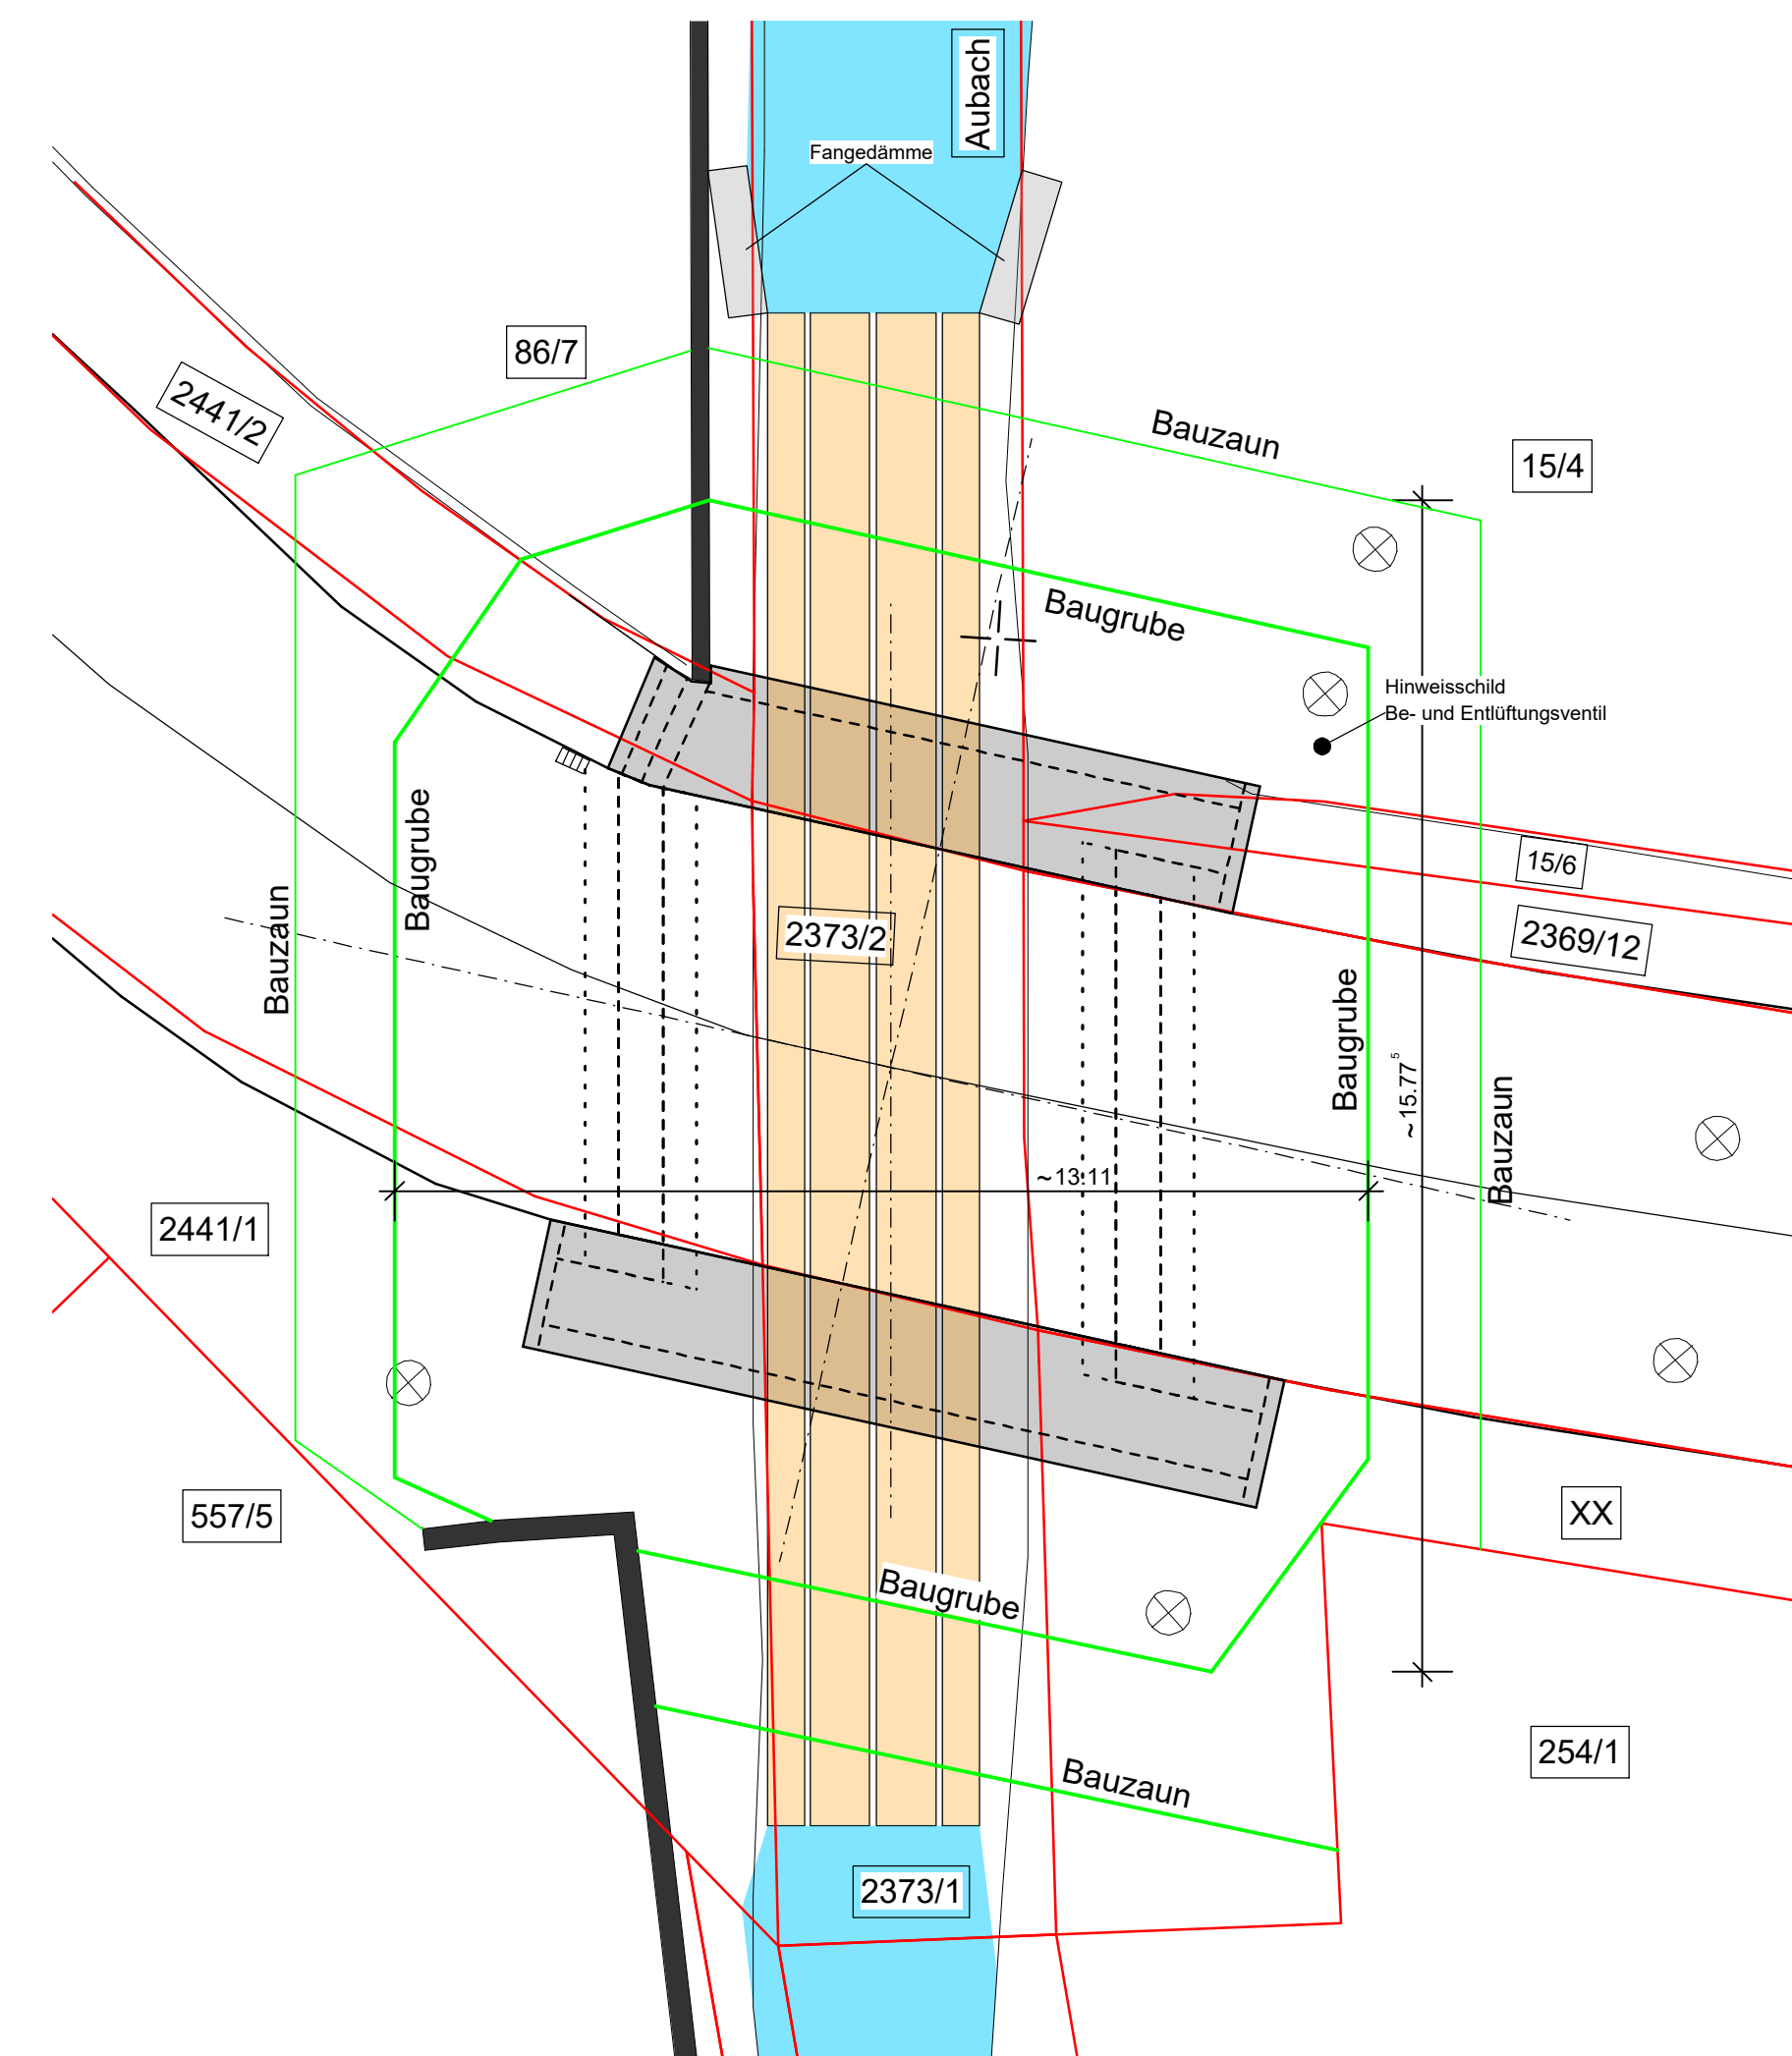 Aubach
Fangedämme
86/7
2441/2
Bauzaun
15/4
Baugrube
Hinweisschild
Be- und Entlüftungsventil
Baugrube
15/6
Bauzaun
2373/2
2369/12
Baugrube
~15.77⁵
Bauzaun
~13.11
2441/1
557/5
XX
Baugrube
254/1
Bauzaun
2373/1